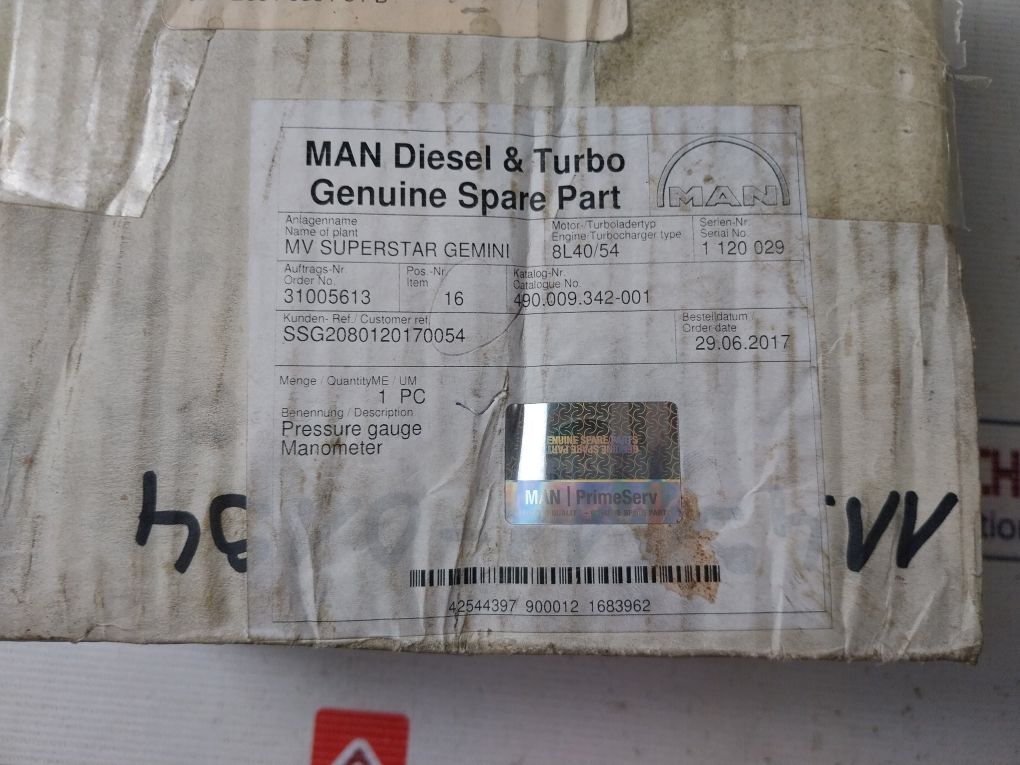 MAN Diesel & Turbo
Genuine Spare Part
MAN
Anlagenname
Name of plant
MV SUPERSTAR GEMINI
Motor-/Turboladertyp
Engine-Turbocharger type
8L40/54
Serien-Nr.
Serial No.
1 120 029
Auftrags-Nr.
Order No.
31005613
Pos.-Nr.
Item
16
Katalog-Nr.
Catalogue No.
490.009.342-001
Kunden- Ref./ Customer ref.
SSG2080120170054
Bestelldatum
Order date
29.06.2017
Menge / QuantityME / UM
1 PC
Benennung / Description
Pressure gauge
Manometer
MAN | PrimeServ
42544397 900012 1683962